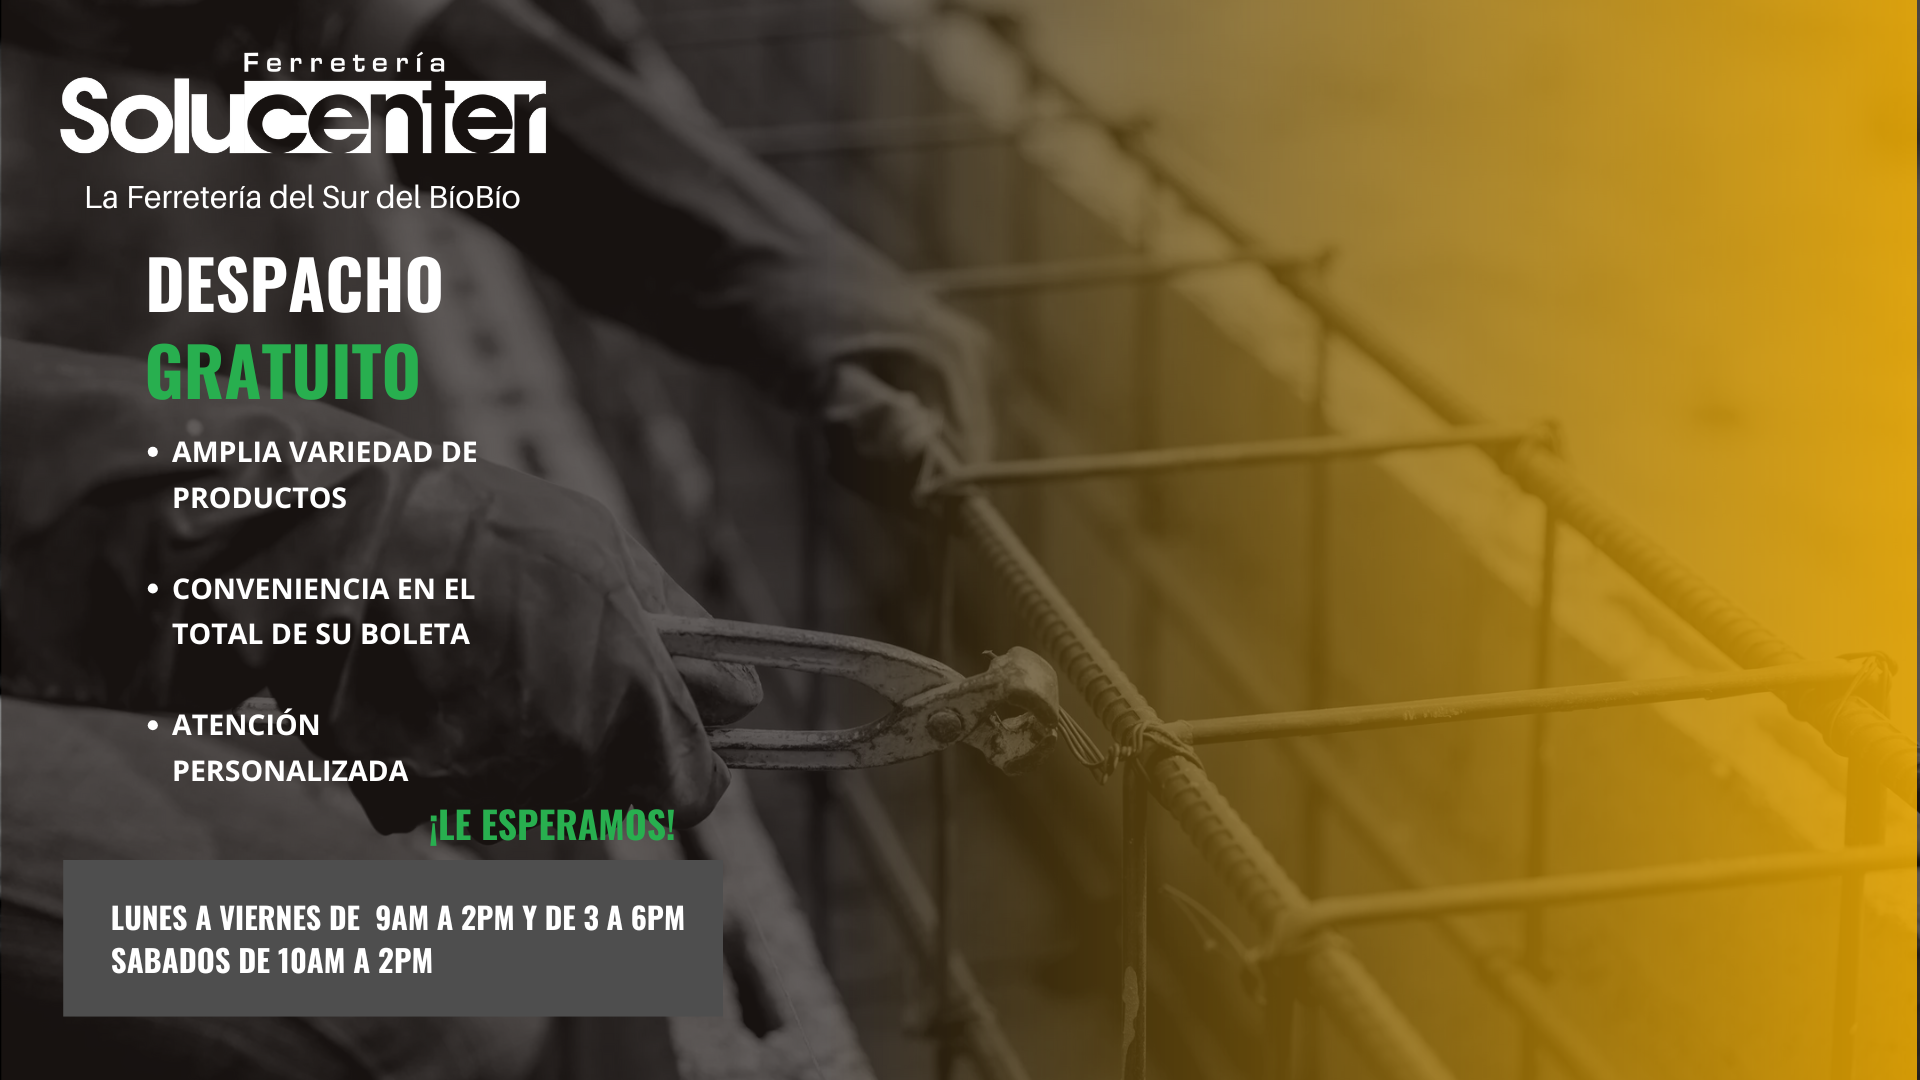 Ferretería
Solucenter
La Ferretería del Sur del BíoBío
DESPACHO
GRATUITO
• AMPLIA VARIEDAD DE
PRODUCTOS
• CONVENIENCIA EN EL
TOTAL DE SU BOLETA
• ATENCIÓN
PERSONALIZADA
¡LE ESPERAMOS!
LUNES A VIERNES DE  9AM A 2PM Y DE 3 A 6PM
SABADOS DE 10AM A 2PM